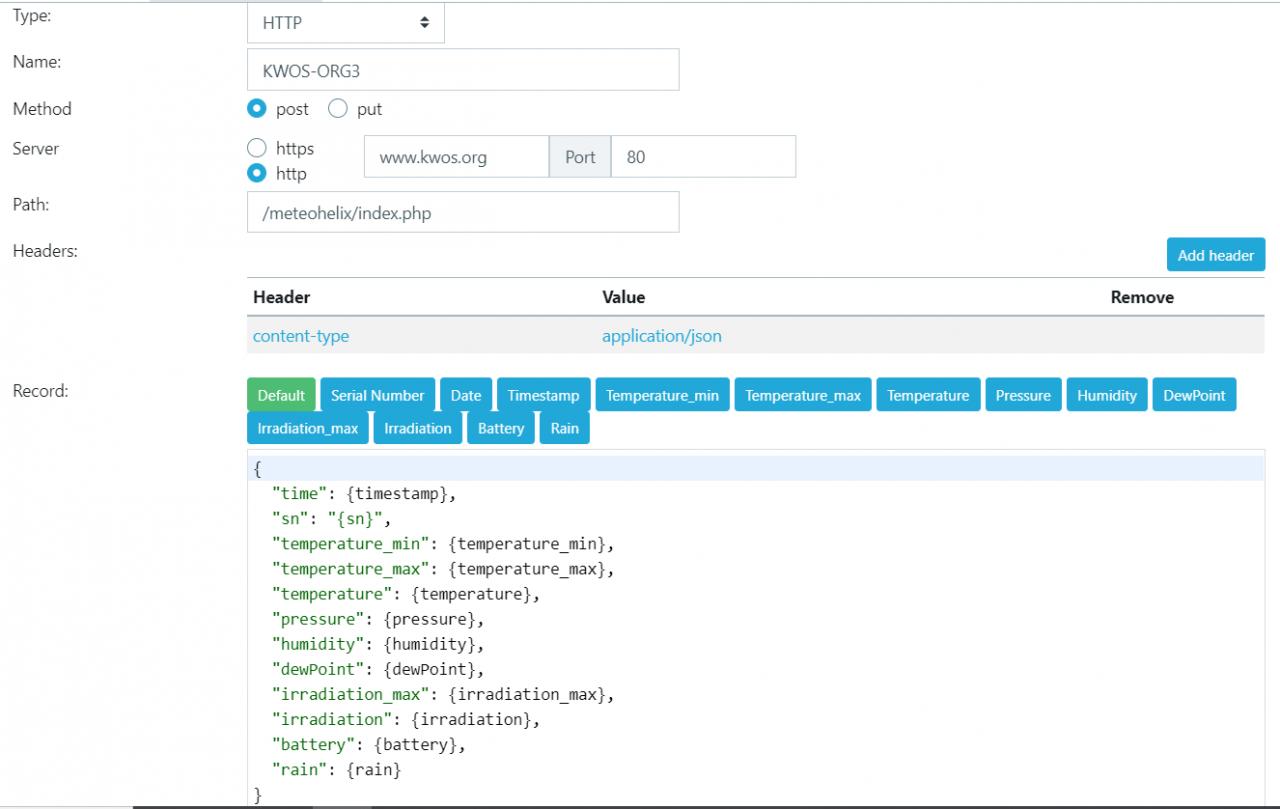 Type: HTTP
Name: KWOS-ORG3
Method post put
Server https www.kwos.org Port 80
http
Path: /meteohelix/index.php
Headers: Add header
Header Value Remove
content-type application/json
Record: Default Serial Number Date Timestamp Temperature_min Temperature_max Temperature Pressure Humidity DewPoint
Irradiation_max Irradiation Battery Rain
{
  "time": {timestamp},
  "sn": "{sn}",
  "temperature_min": {temperature_min},
  "temperature_max": {temperature_max},
  "temperature": {temperature},
  "pressure": {pressure},
  "humidity": {humidity},
  "dewPoint": {dewPoint},
  "irradiation_max": {irradiation_max},
  "irradiation": {irradiation},
  "battery": {battery},
  "rain": {rain}
}